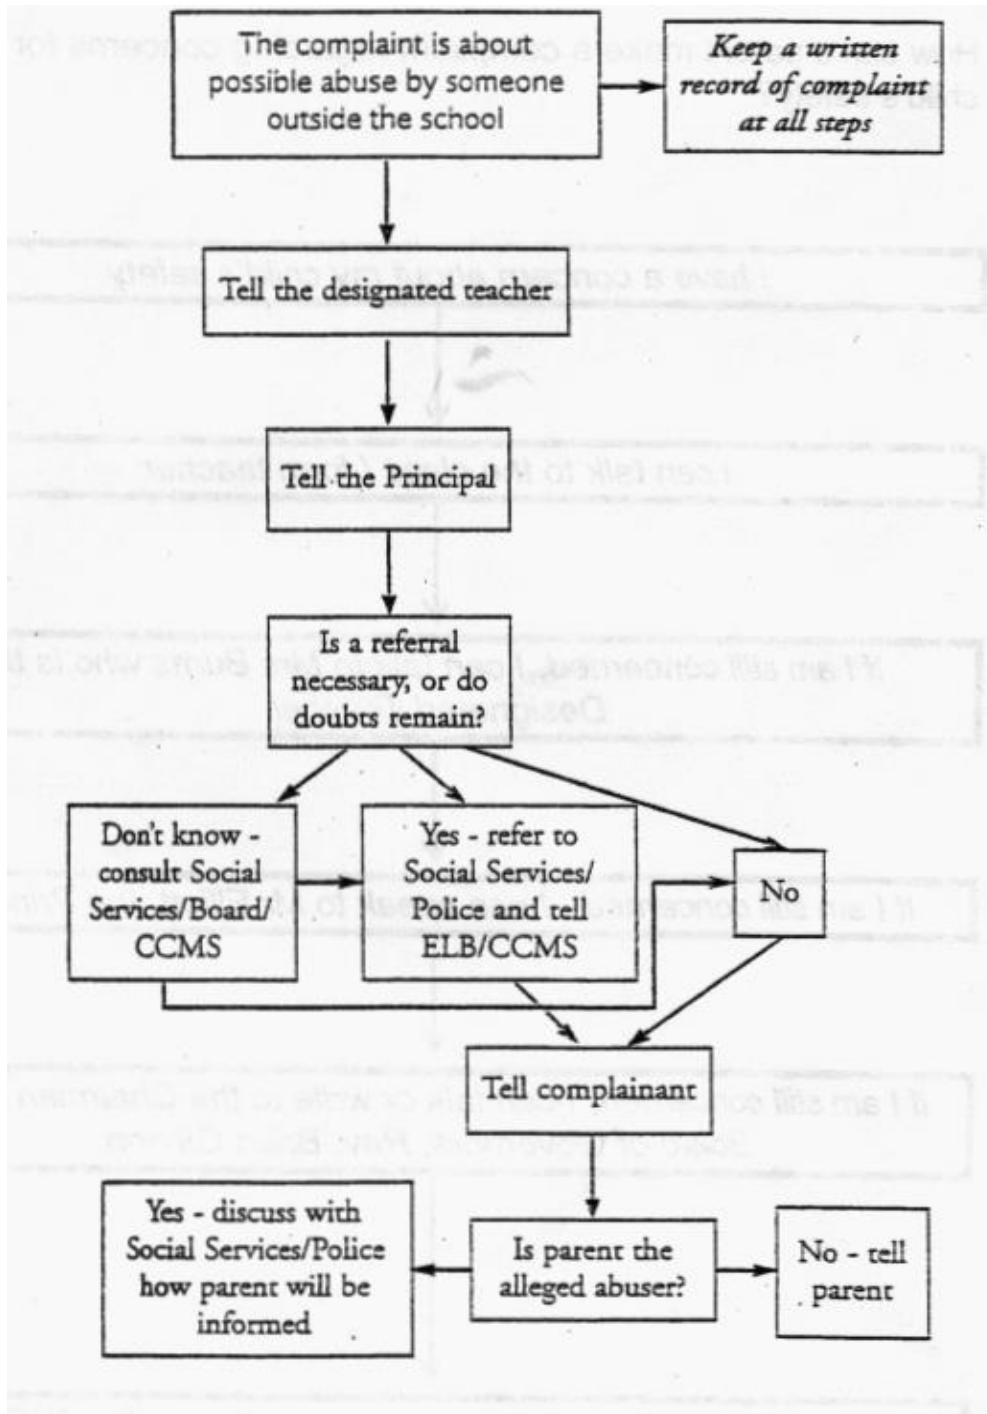 The complaint is about
possible abuse by someone
outside the school
Keep a written
record of complaint
at all steps
Tell the designated teacher
Tell the Principal
Is a referral
necessary, or do
doubts remain?
Don't know -
consult Social
Services/Board/
CCMS
Yes - refer to
Social Services/
Police and tell
ELB/CCMS
No
Tell complainant
Is parent the
alleged abuser?
Yes - discuss with
Social Services/Police
how parent will be
informed
No - tell
parent